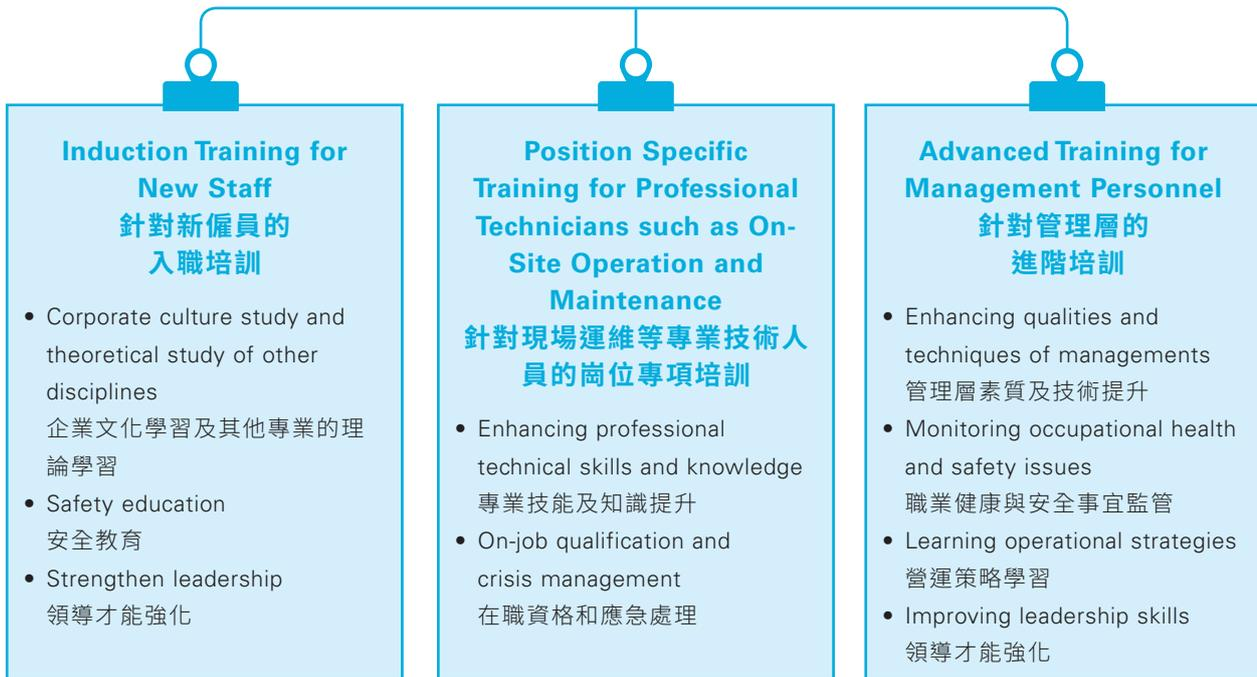 Induction Training for
New Staff
針對新僱員的
入職培訓
• Corporate culture study and
theoretical study of other
disciplines
企業文化學習及其他專業的理
論學習
• Safety education
安全教育
• Strengthen leadership
領導才能強化
Position Specific
Training for Professional
Technicians such as On-
Site Operation and
Maintenance
針對現場運維等專業技術人
員的崗位專項培訓
• Enhancing professional
technical skills and knowledge
專業技能及知識提升
• On-job qualification and
crisis management
在職資格和應急處理
Advanced Training for
Management Personnel
針對管理層的
進階培訓
• Enhancing qualities and
techniques of managements
管理層素質及技術提升
• Monitoring occupational health
and safety issues
職業健康與安全事宜監管
• Learning operational strategies
營運策略學習
• Improving leadership skills
領導才能強化